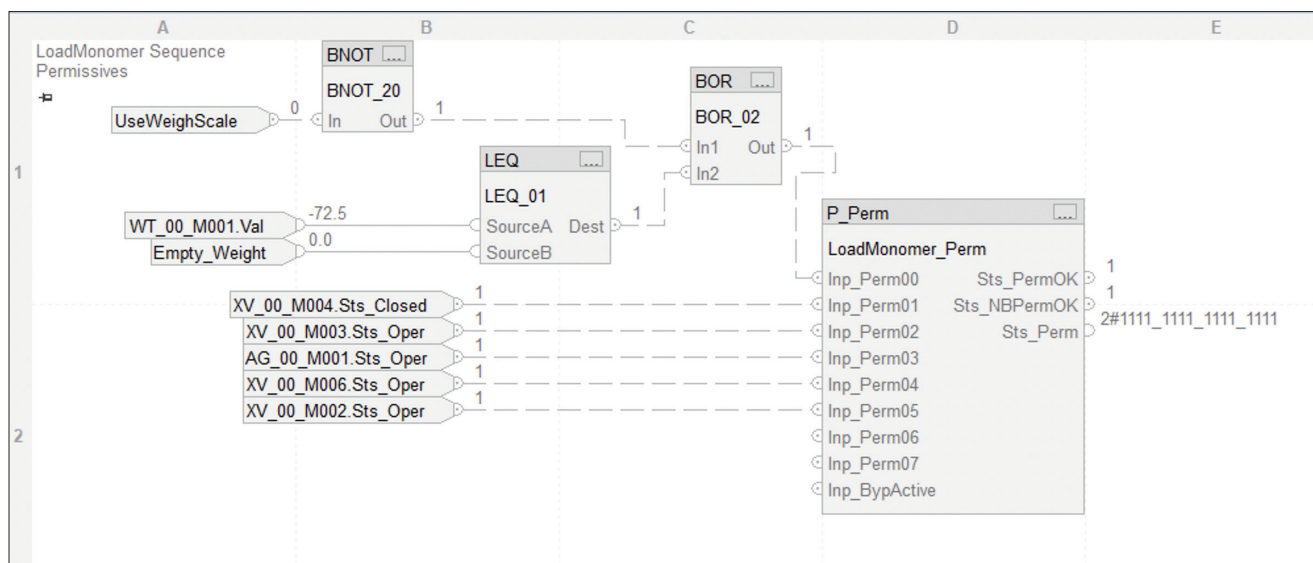 A B C D E
LoadMonomer Sequence
Permissives
BNOT ...
BNOT_20
UseWeighScale 0 In Out 1
BOR ...
BOR_02
In1 Out 1
In2
1
LEQ ...
LEQ_01
WT_00_M001.Val -72.5 SourceA Dest 1
Empty_Weight 0.0 SourceB
P_Perm ...
LoadMonomer_Perm
Inp_Perm00 Sts_PermOK 1
XV_00_M004.Sts_Closed 1 Inp_Perm01 Sts_NBPermOK 1
XV_00_M003.Sts_Oper 1 Inp_Perm02 Sts_Perm 2#1111_1111_1111_1111
AG_00_M001.Sts_Oper 1 Inp_Perm03
XV_00_M006.Sts_Oper 1 Inp_Perm04
XV_00_M002.Sts_Oper 1 Inp_Perm05
2 Inp_Perm06
Inp_Perm07
Inp_BypActive